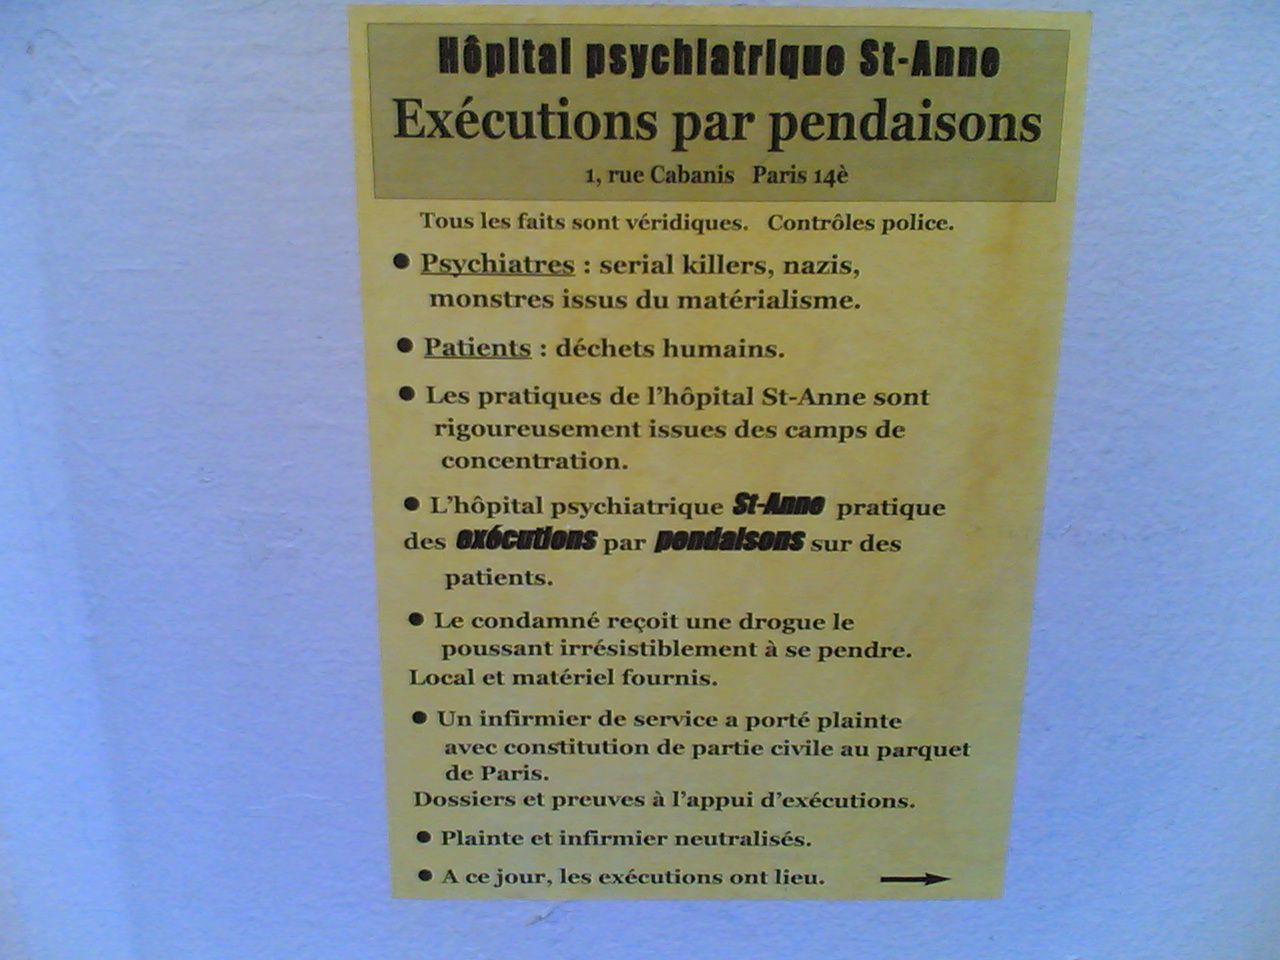 Hôpital psychiatrique St-Anne
Exécutions par pendaisons
1, rue Cabanis Paris 14è
Tous les faits sont véridiques. Contrôles police.
● Psychiatres : serial killers, nazis,
monstres issus du matérialisme.
● Patients : déchets humains.
● Les pratiques de l'hôpital St-Anne sont
rigoureusement issues des camps de
concentration.
● L'hôpital psychiatrique St-Anne pratique
des exécutions par pendaisons sur des
patients.
● Le condamné reçoit une drogue le
poussant irrésistiblement à se pendre.
Local et matériel fournis.
● Un infirmier de service a porté plainte
avec constitution de partie civile au parquet
de Paris.
Dossiers et preuves à l'appui d'exécutions.
● Plainte et infirmier neutralisés.
● A ce jour, les exécutions ont lieu.